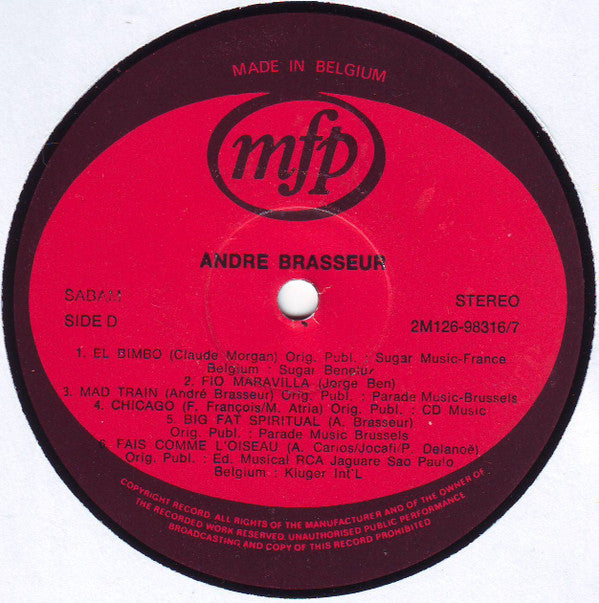 MADE IN BELGIUM
mfp
ANDRE BRASSEUR
SABAM
STEREO
SIDE D
2M126-98316/7
1. EL BIMBO (Claude Morgan) Orig. Publ. : Sugar Music-France
Belgium : Sugar Benelux
2. FIO MARAVILLA (Jorge Ben)
3. MAD TRAIN (André Brasseur) Orig. Publ. : Parade Music-Brussels
4. CHICAGO (F. François/M. Atria) Orig. Publ. : CD Music
5. BIG FAT SPIRITUAL (A. Brasseur)
Orig. Publ. : Parade Music Brussels
6. FAIS COMME L'OISEAU (A. Carlos/Jocafi/P. Delanoë)
Orig. Publ. : Ed. Musical RCA Jaguare Sao Paulo
Belgium : Kluger Int'L
COPYRIGHT RECORD. ALL RIGHTS OF THE MANUFACTURER AND OF THE OWNER OF
THE RECORDED WORK RESERVED. UNAUTHORISED PUBLIC PERFORMANCE
BROADCASTING AND COPY OF THIS RECORD PROHIBITED